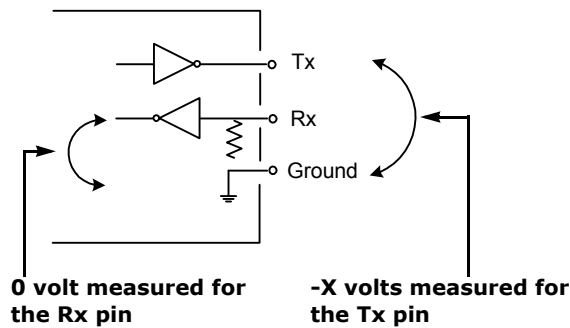 Tx
Rx
Ground
0 volt measured for
the Rx pin
-X volts measured for
the Tx pin